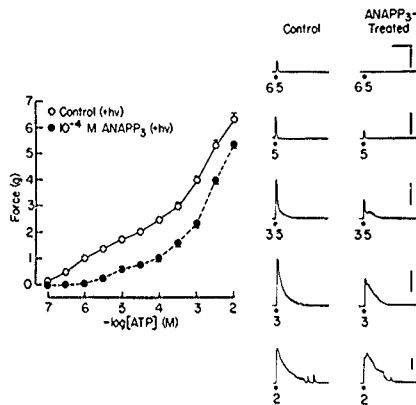 Control
ANAPP₃-
Treated
7
6
5
4
3
2
1
0
Force (g)
Control (+hv)
10⁻⁴ M ANAPP₃ (+hv)
7 6 5 4 3 2
-log[ATP] (M)
6.5 6.5
5 5
3.5 3.5
3 3
2 2